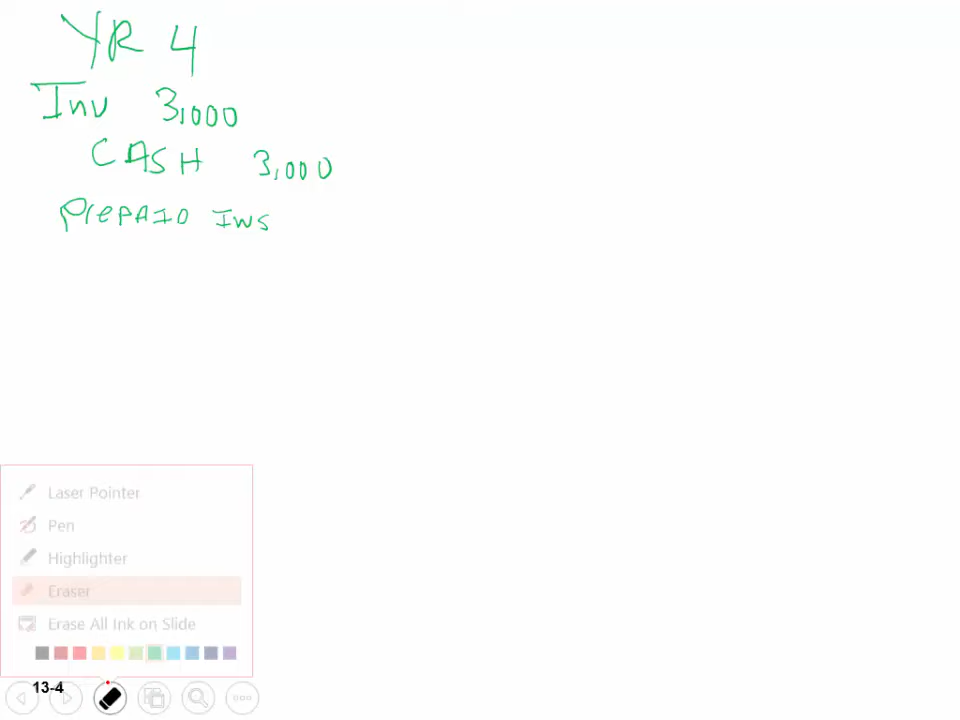 YR 4
Inv 3,000
CASH 3,000
PrePAID INS
Laser Pointer
Pen
Highlighter
Eraser
Erase All Ink on Slide
13-4